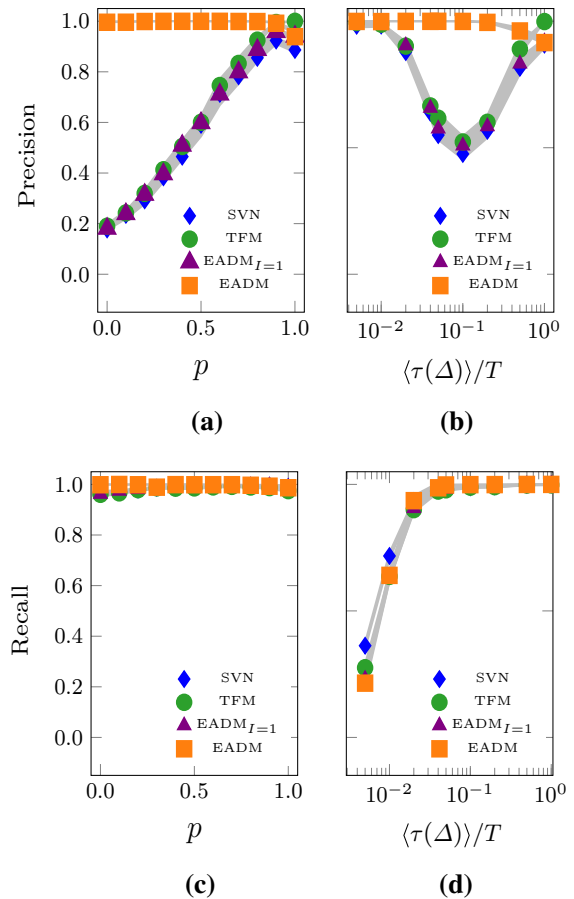 1.0
0.8
0.6
0.4
0.2
0.0
Precision
SVN
TFM
EADM_{I=1}
EADM
0.0 0.5 1.0
p
(a)
SVN
TFM
EADM_{I=1}
EADM
10^{-2} 10^{-1} 10^{0}
⟨τ(Δ)⟩/T
(b)
1.0
0.8
0.6
0.4
0.2
0.0
Recall
SVN
TFM
EADM_{I=1}
EADM
0.0 0.5 1.0
p
(c)
SVN
TFM
EADM_{I=1}
EADM
10^{-2} 10^{-1} 10^{0}
⟨τ(Δ)⟩/T
(d)